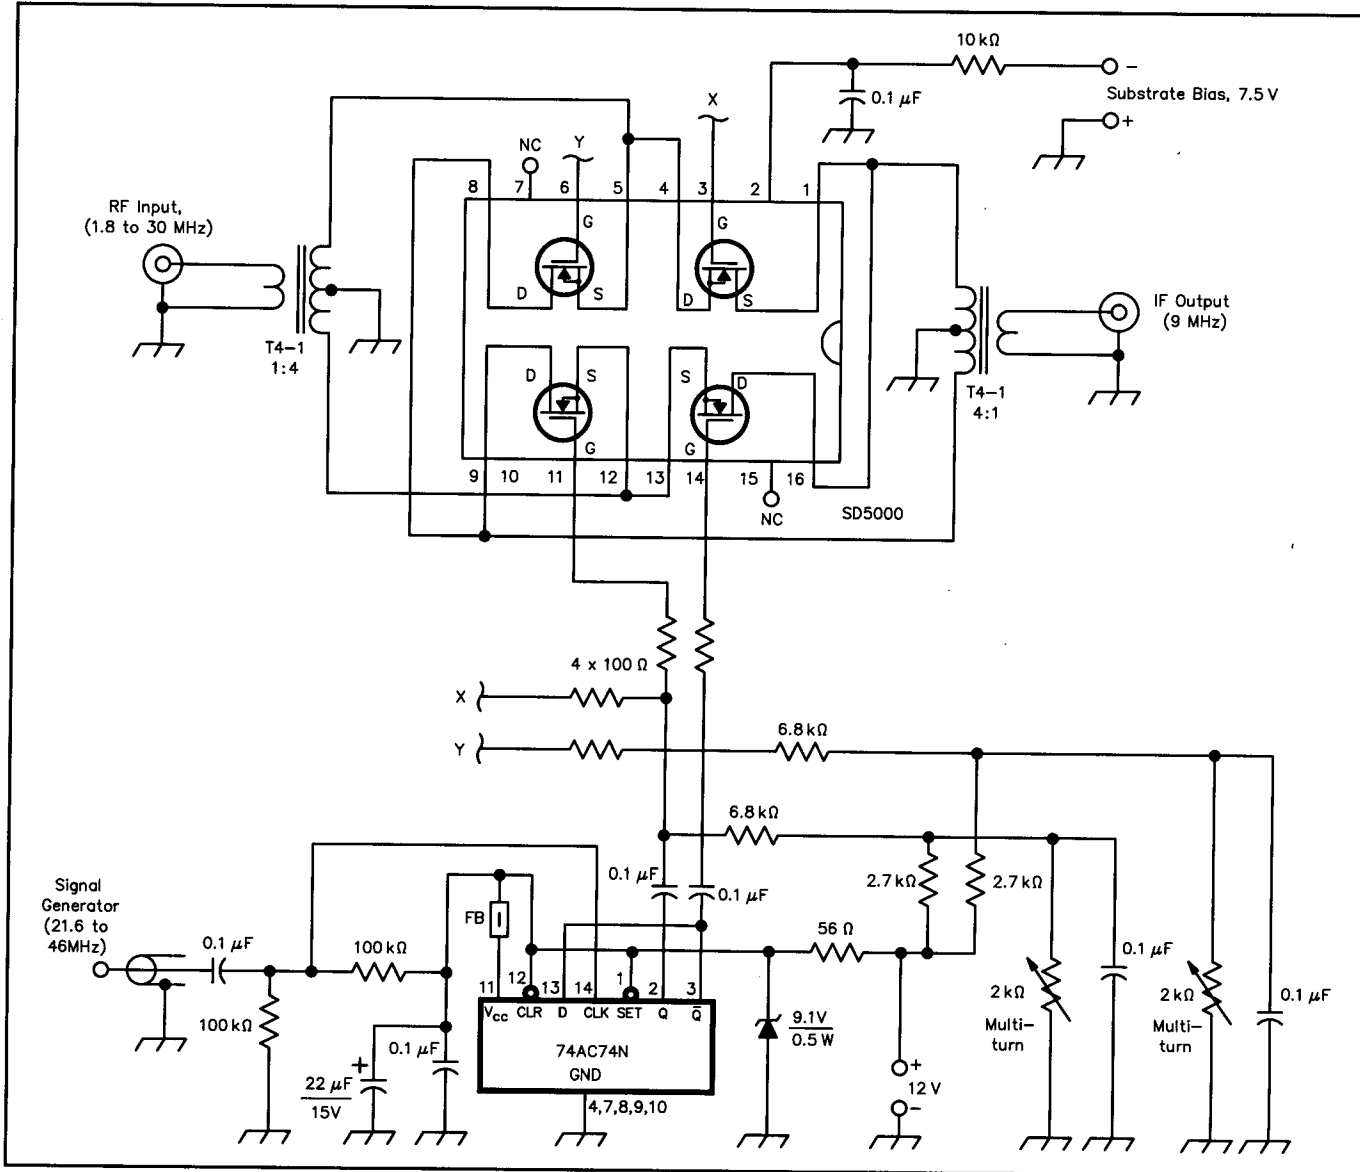 10 kΩ
−
Substrate Bias, 7.5 V
+
0.1 µF
X
Y
NC
8 7 6 5 4 3 2 1
RF Input,
(1.8 to 30 MHz)
G
G
D
S
D
S
T4-1
1:4
IF Output
(9 MHz)
T4-1
4:1
D
S
S
D
G
G
9 10 11 12 13 14 15 16
NC
SD5000
4 x 100 Ω
X
Y
6.8 kΩ
6.8 kΩ
0.1 µF
0.1 µF
2.7 kΩ
2.7 kΩ
Signal
Generator
(21.6 to
46MHz)
0.1 µF
100 kΩ
FB
56 Ω
100 kΩ
11 12 13 14 1 2 3
Vcc CLR D CLK SET Q Q̅
74AC74N
GND
4,7,8,9,10
0.1 µF
+
22 µF
15V
9.1V
0.5 W
+
12 V
−
2 kΩ
Multi-
turn
0.1 µF
2 kΩ
Multi-
turn
0.1 µF